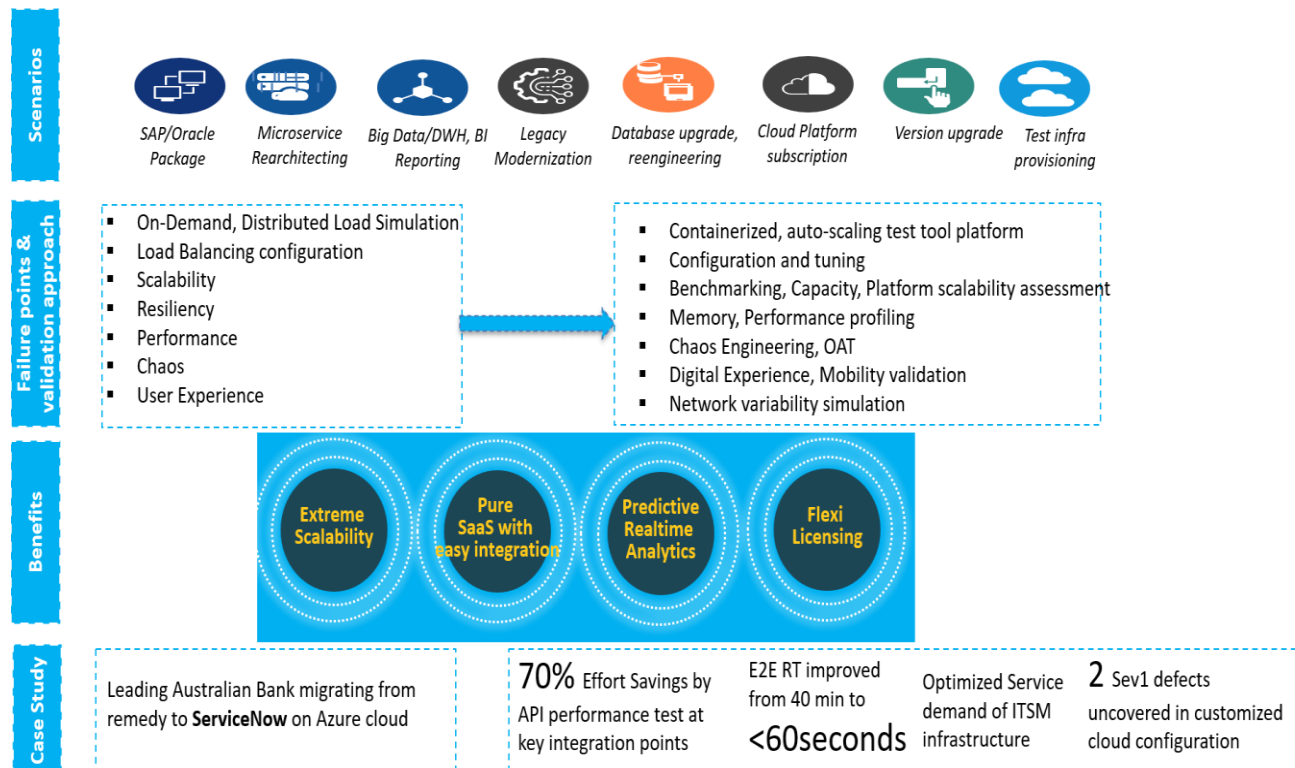 Scenarios
SAP/Oracle
Package
Microservice
Rearchitecting
Big Data/DWH, BI
Reporting
Legacy
Modernization
Database upgrade,
reengineering
Cloud Platform
subscription
Version upgrade
Test infra
provisioning
Failure points &
validation approach
On-Demand, Distributed Load Simulation
Load Balancing configuration
Scalability
Resiliency
Performance
Chaos
User Experience
Containerized, auto-scaling test tool platform
Configuration and tuning
Benchmarking, Capacity, Platform scalability assessment
Memory, Performance profiling
Chaos Engineering, OAT
Digital Experience, Mobility validation
Network variability simulation
Benefits
Extreme
Scalability
Pure
SaaS with
easy integration
Predictive
Realtime
Analytics
Flexi
Licensing
Case Study
Leading Australian Bank migrating from
remedy to ServiceNow on Azure cloud
70% Effort Savings by
API performance test at
key integration points
E2E RT improved
from 40 min to
<60seconds
Optimized Service
demand of ITSM
infrastructure
2 Sev1 defects
uncovered in customized
cloud configuration